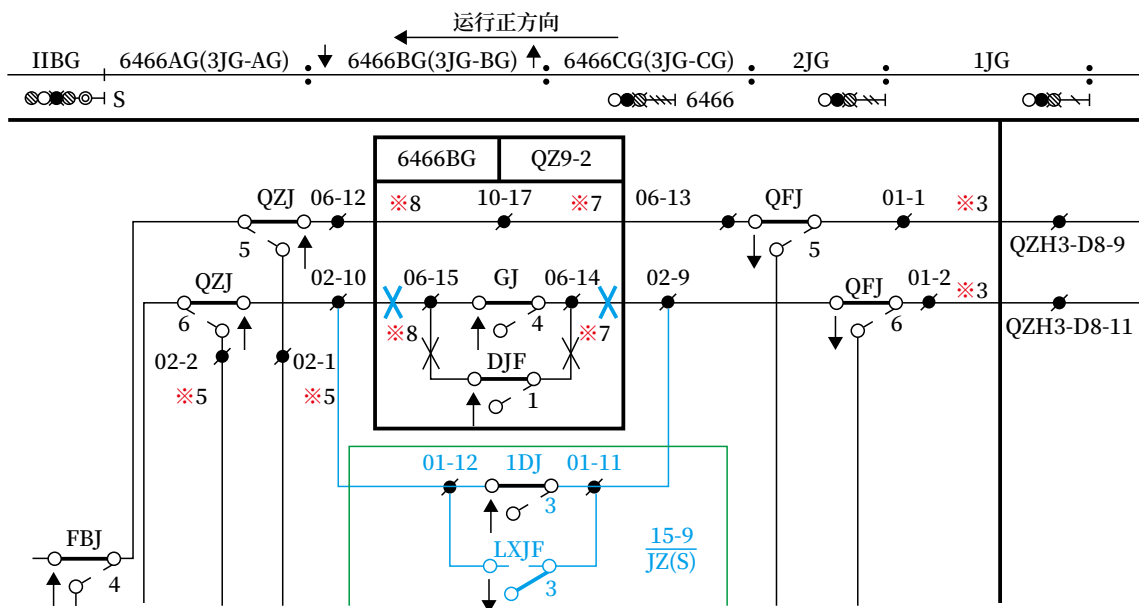 运行正方向
IIBG 6466AG(3JG-AG) 6466BG(3JG-BG) 6466CG(3JG-CG) 2JG 1JG
S 6466
6466BG QZ9-2
QZJ 06-12 ※8 10-17 ※7 06-13 QFJ 01-1 ※3
5 5 QZH3-D8-9
QZJ 02-10 06-15 GJ 06-14 02-9 QFJ 01-2 ※3
6 ※8 4 ※7 6 QZH3-D8-11
02-2 02-1 DJF
※5 ※5 1
01-12 1DJ 01-11
3
FBJ LXJF 15-9
4 3 JZ(S)